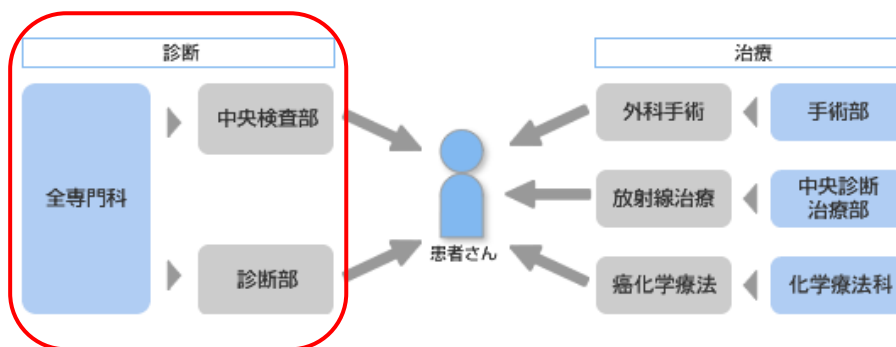 診断
治療
全専門科
中央検査部
診断部
患者さん
外科手術
手術部
放射線治療
中央診断
治療部
癌化学療法
化学療法科